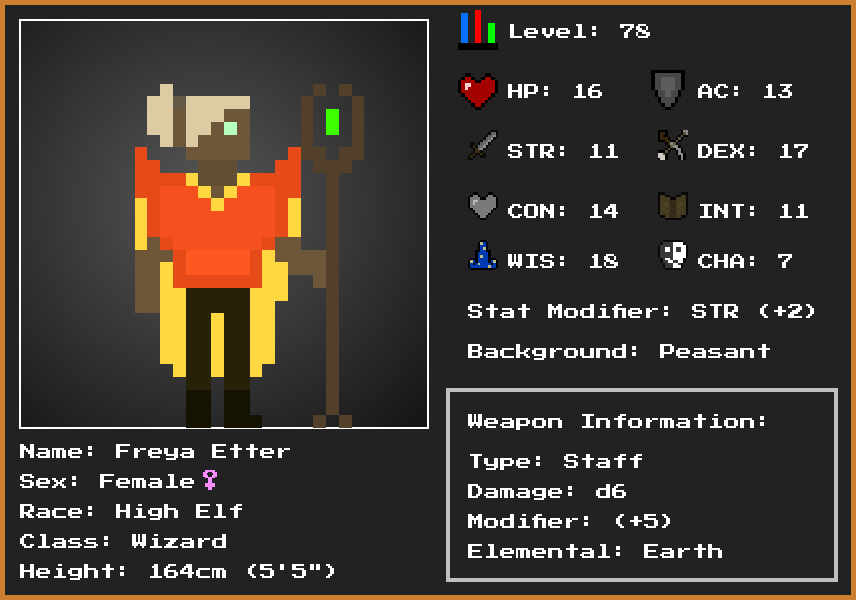 Level: 78
HP: 16 AC: 13
STR: 11 DEX: 17
CON: 14 INT: 11
WIS: 18 CHA: 7
Stat Modifier: STR (+2)
Background: Peasant
Weapon Information:
Type: Staff
Damage: d6
Modifier: (+5)
Elemental: Earth
Name: Freya Etter
Sex: Female♀
Race: High Elf
Class: Wizard
Height: 164cm (5'5")